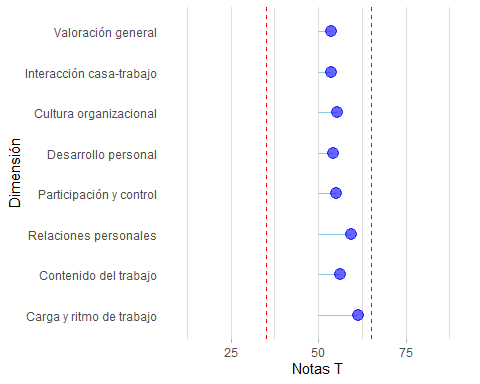 Valoración general
Interacción casa-trabajo
Cultura organizacional
Desarrollo personal
Participación y control
Relaciones personales
Contenido del trabajo
Carga y ritmo de trabajo
Dimensión
25 50 75
Notas T